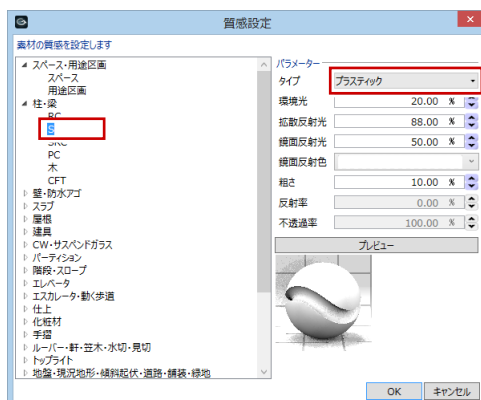 質感設定
素材の質感を設定します
スペース・用途区画
スペース
用途区画
柱・梁
RC
S
SRC
PC
木
CFT
壁・防水アゴ
スラブ
屋根
建具
CW・サスペンドガラス
パーティション
階段・スロープ
エレベータ
エスカレータ・動く歩道
仕上
化粧材
手摺
ルーバー・軒・笠木・水切・見切
トップライト
地盤・現況地形・傾斜起伏・道路・舗装・緑地
パラメーター
タイプ プラスティック
環境光 20.00 %
拡散反射光 88.00 %
鏡面反射光 50.00 %
鏡面反射色
粗さ 10.00 %
反射率 0.00 %
不透過率 100.00 %
プレビュー
OK キャンセル